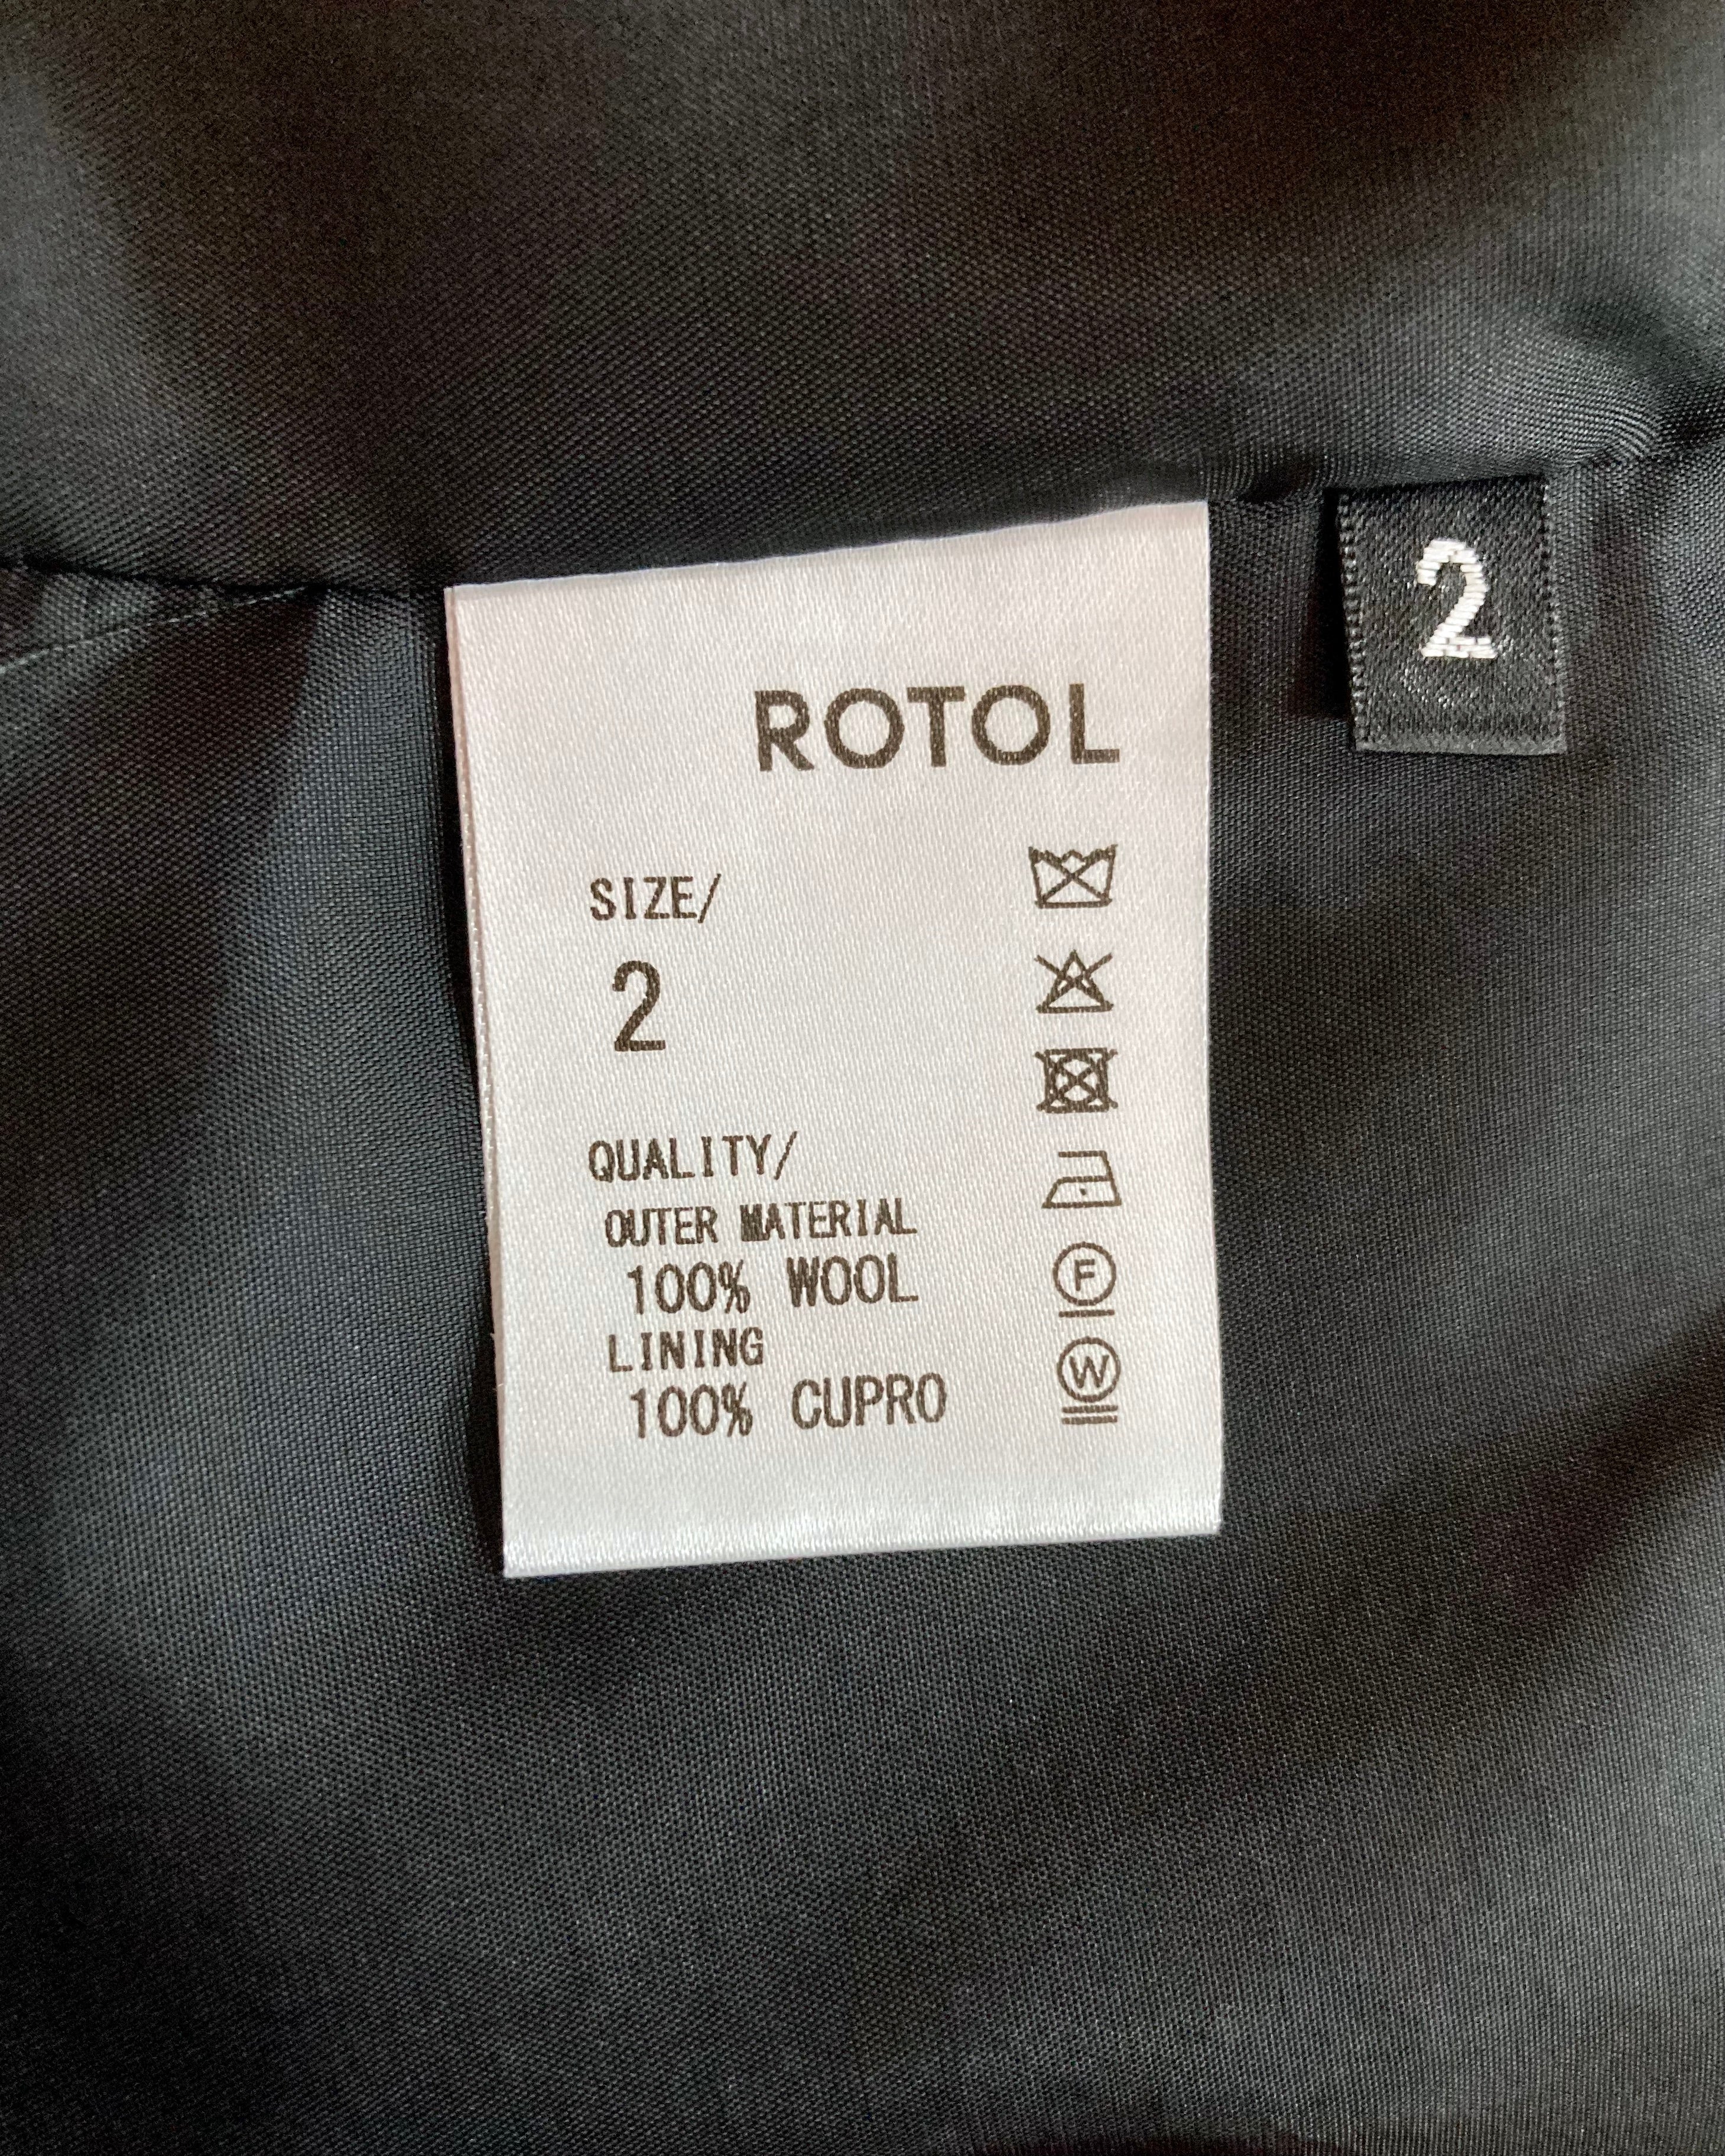 2
ROTOL
SIZE/
2
QUALITY/
OUTER MATERIAL
100% WOOL
LINING
100% CUPRO
F
W